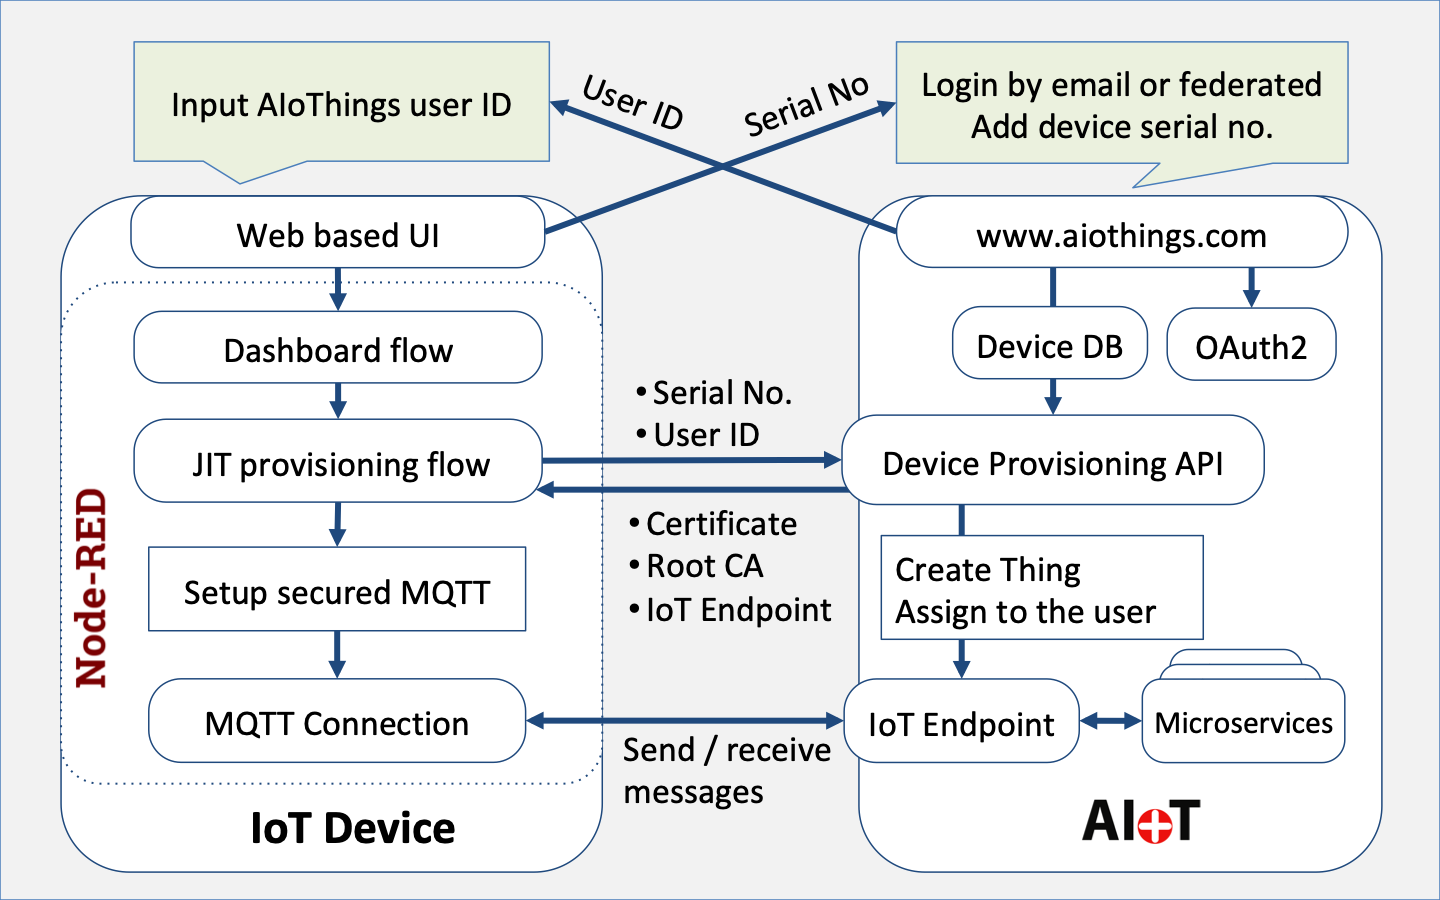 Input AIoThings user ID
User ID
Serial No
Login by email or federated
Add device serial no.
Web based UI
www.aiothings.com
Dashboard flow
Device DB
OAuth2
• Serial No.
• User ID
JIT provisioning flow
Device Provisioning API
• Certificate
• Root CA
• IoT Endpoint
Node-RED
Setup secured MQTT
Create Thing
Assign to the user
MQTT Connection
IoT Endpoint
Microservices
Send / receive
messages
IoT Device
AIoT